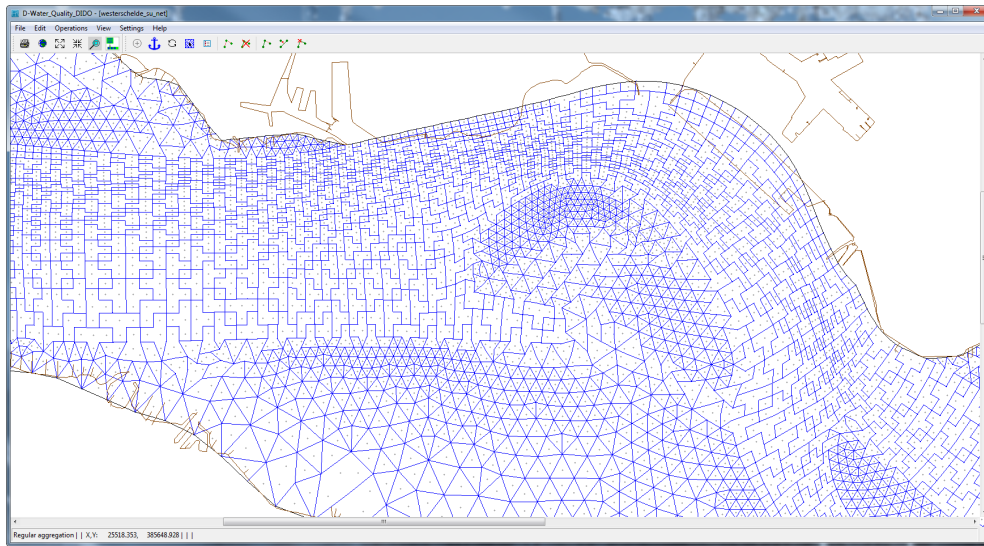 D-Water_Quality_DIDO - [westerschelde_su_net]
File Edit Operations View Settings Help
Regular aggregation | | X,Y: 25518.353, 385648.928 | | |